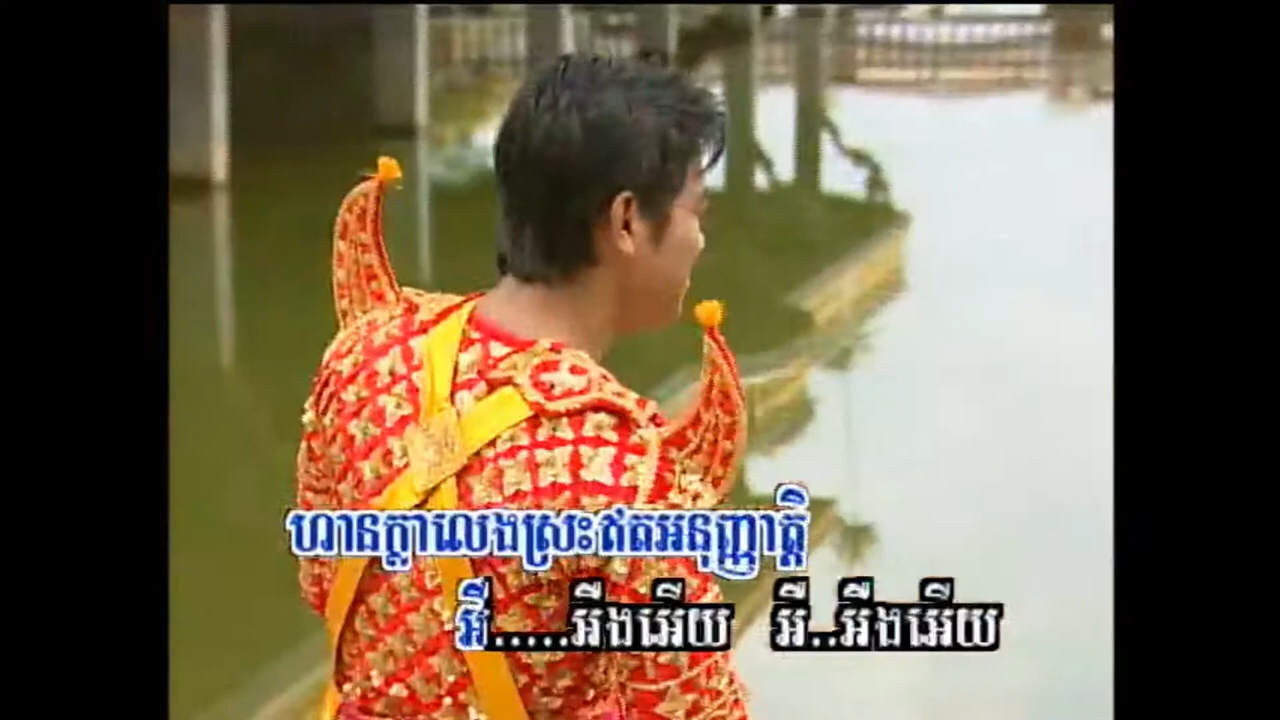 ហានក្លាលេងស្រះឥតអនុញ្ញាត្តិ
អឺ.....អឺងអើយ អឺ..អឺងអើយ